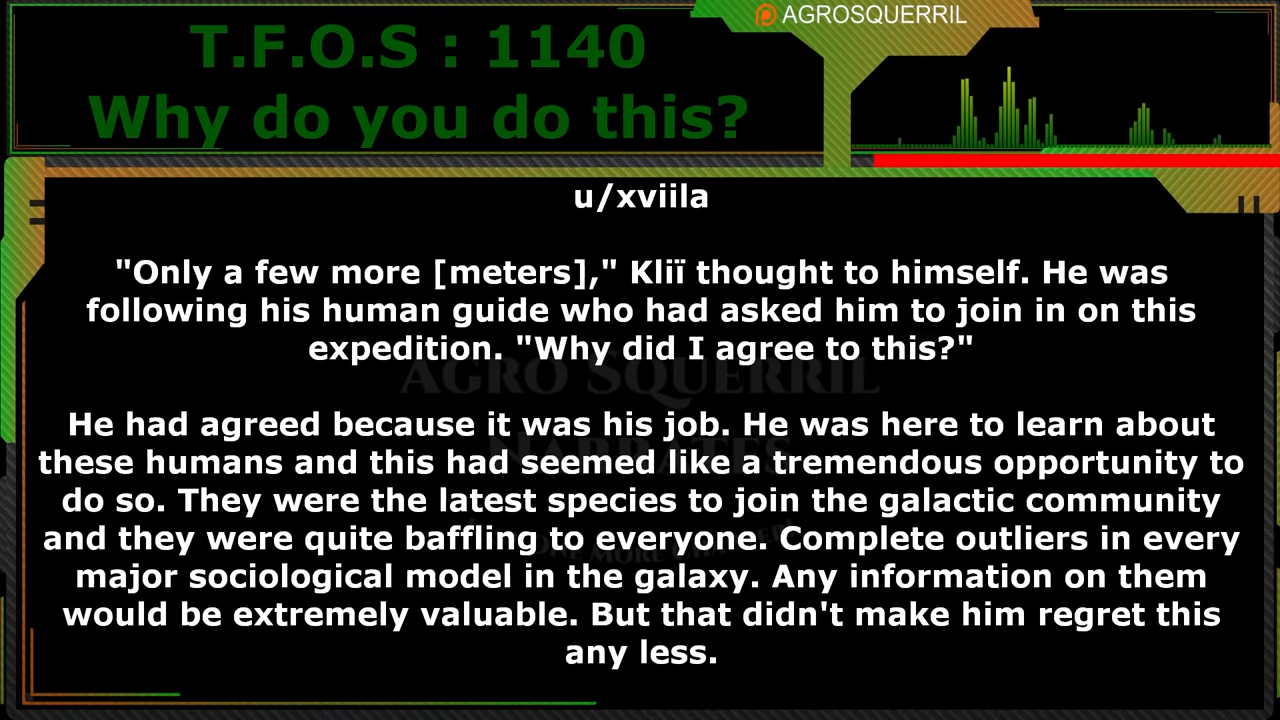 AGROSQUERRIL
T.F.O.S : 1140
Why do you do this?
u/xviila
"Only a few more [meters]," Kliï thought to himself. He was
following his human guide who had asked him to join in on this
expedition. "Why did I agree to this?"
AGRO SQUERRIL
NARRATES
He had agreed because it was his job. He was here to learn about
these humans and this had seemed like a tremendous opportunity to
do so. They were the latest species to join the galactic community
and they were quite baffling to everyone. Complete outliers in every
major sociological model in the galaxy. Any information on them
would be extremely valuable. But that didn't make him regret this
any less.